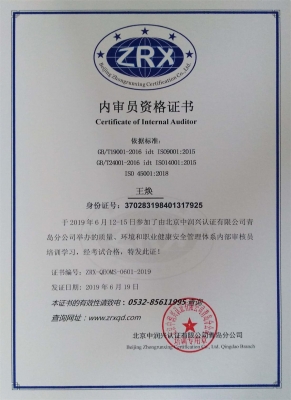 ZRX
Beijing Zhongrunxing Certification Co., Ltd.
内审员资格证书
Certificate of Internal Auditor
依据标准:
GB/T19001-2016 idt ISO9001:2015
GB/T24001-2016 idt ISO14001:2015
ISO 45001:2018
王焕
身份证号: 370283198401317925
于2019年6月12-15日参加了由北京中润兴认证有限公司青
岛分公司举办的质量、环境和职业健康安全管理体系内部审核员
培训学习，经考试合格，特发此证！
证书编号: ZRX-QEOMS-0601-2019
发证日期: 2019年6月19日
本证书的有效性请致电: 0532-85611095 查询
查询网址: www.zrxqd.com
北京中润兴认证有限公司青岛分公司
Beijing Zhongrunxing Certification Co., Ltd. Qingdao Branch
培训专用章